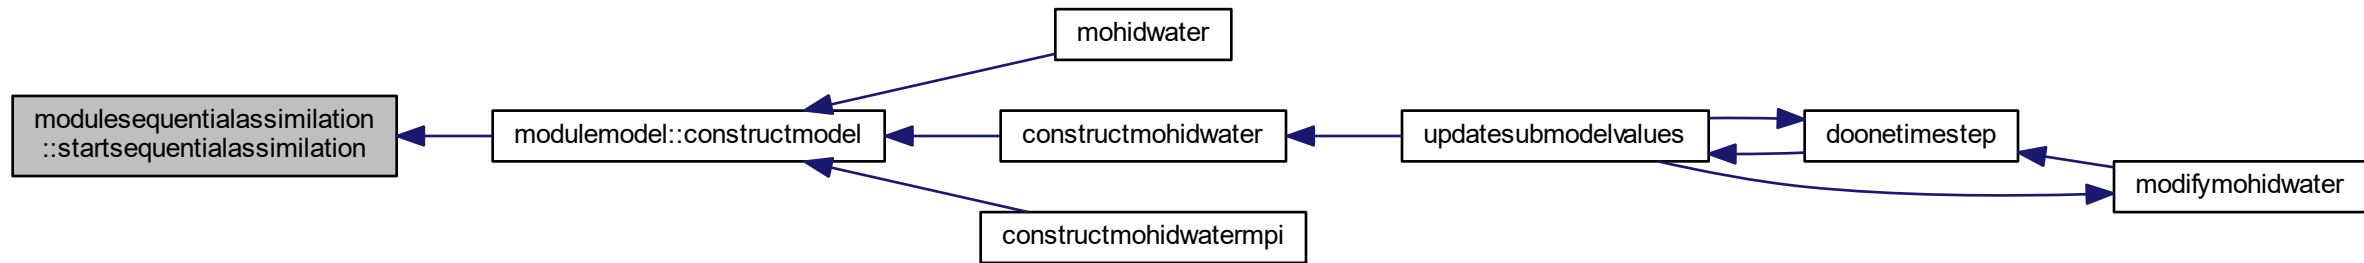 modulesequentialassimilation
::startsequentialassimilation
modulemodel::constructmodel
mohidwater
constructmohidwater
constructmohidwatermpi
updatesubmodelvalues
doonetimestep
modifymohidwater